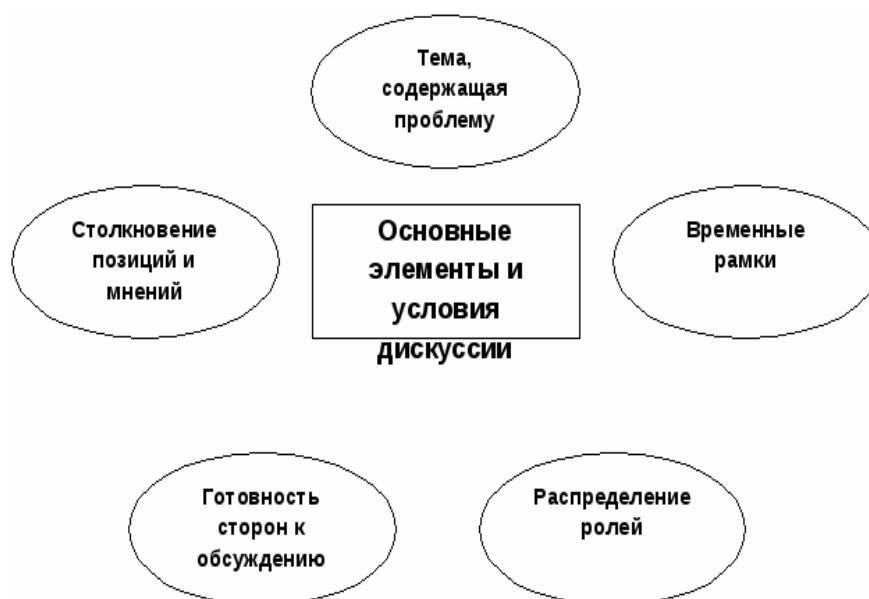 Тема,
содержащая
проблему
Столкновение
позиций и
мнений
Основные
элементы и
условия
дискуссии
Временные
рамки
Готовность
сторон к
обсуждению
Распределение
ролей